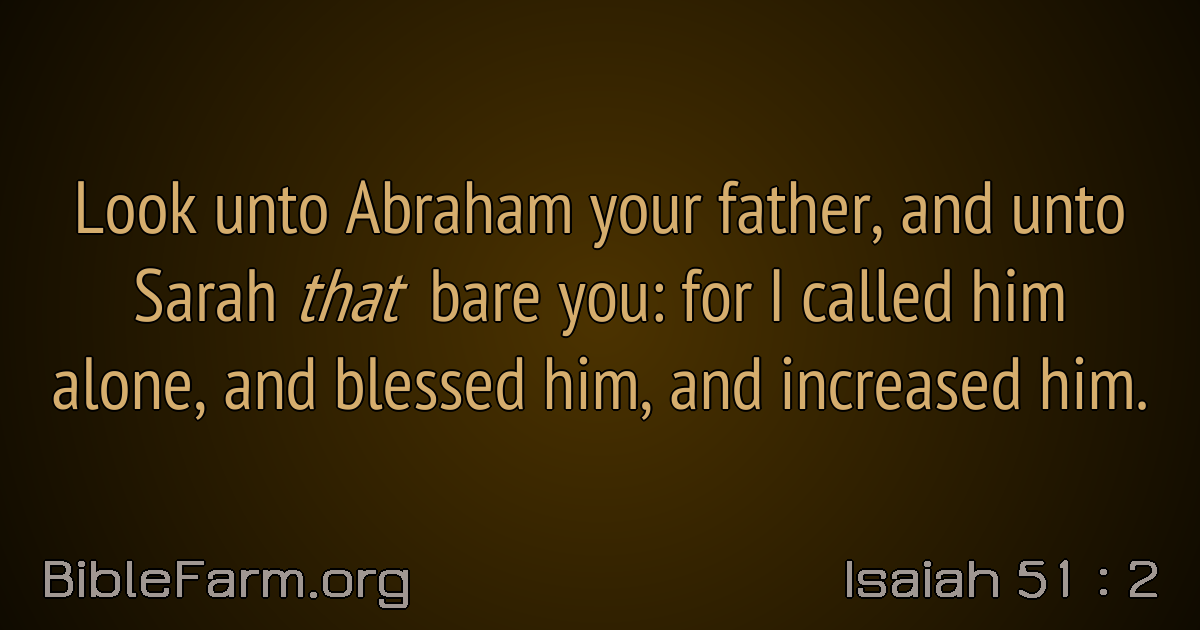 Look unto Abraham your father, and unto
Sarah that bare you: for I called him
alone, and blessed him, and increased him.
BibleFarm.org
Isaiah 51 : 2